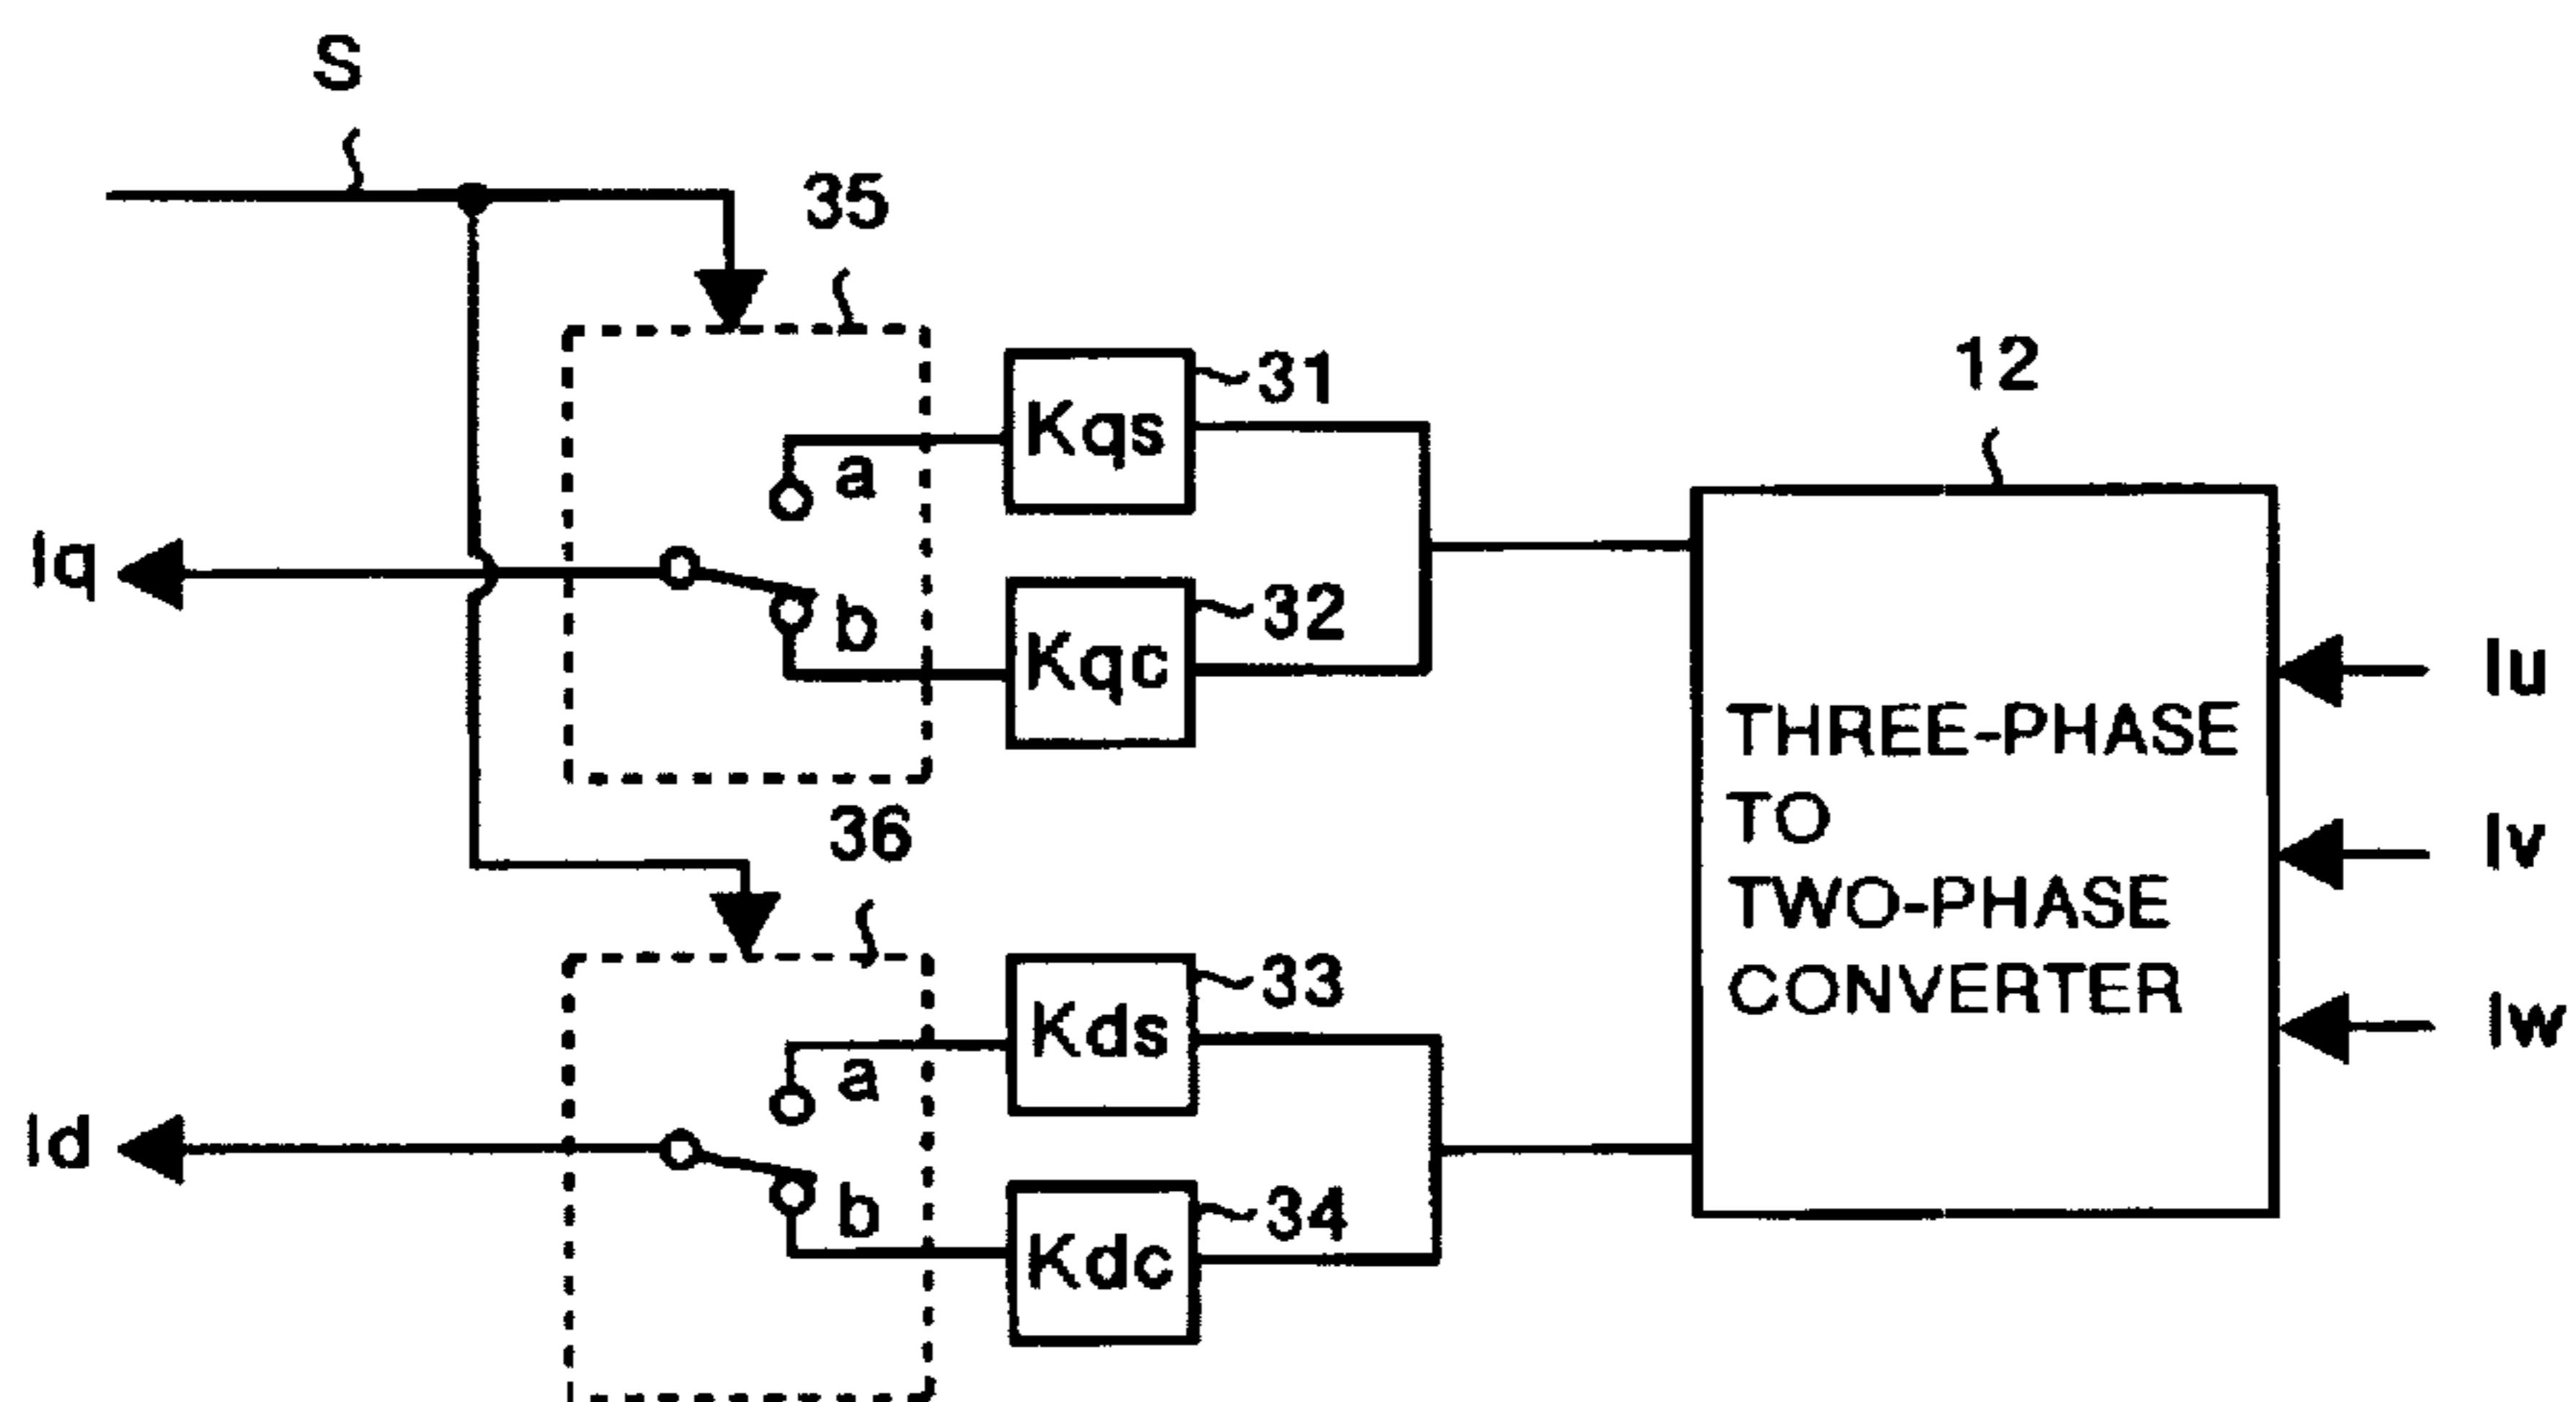 S
35
31
Kqs
a
12
Iq
b
32
Kqc
Iu
THREE-PHASE
TO
TWO-PHASE
CONVERTER
Iv
Iw
36
33
Kds
a
Id
b
34
Kdc